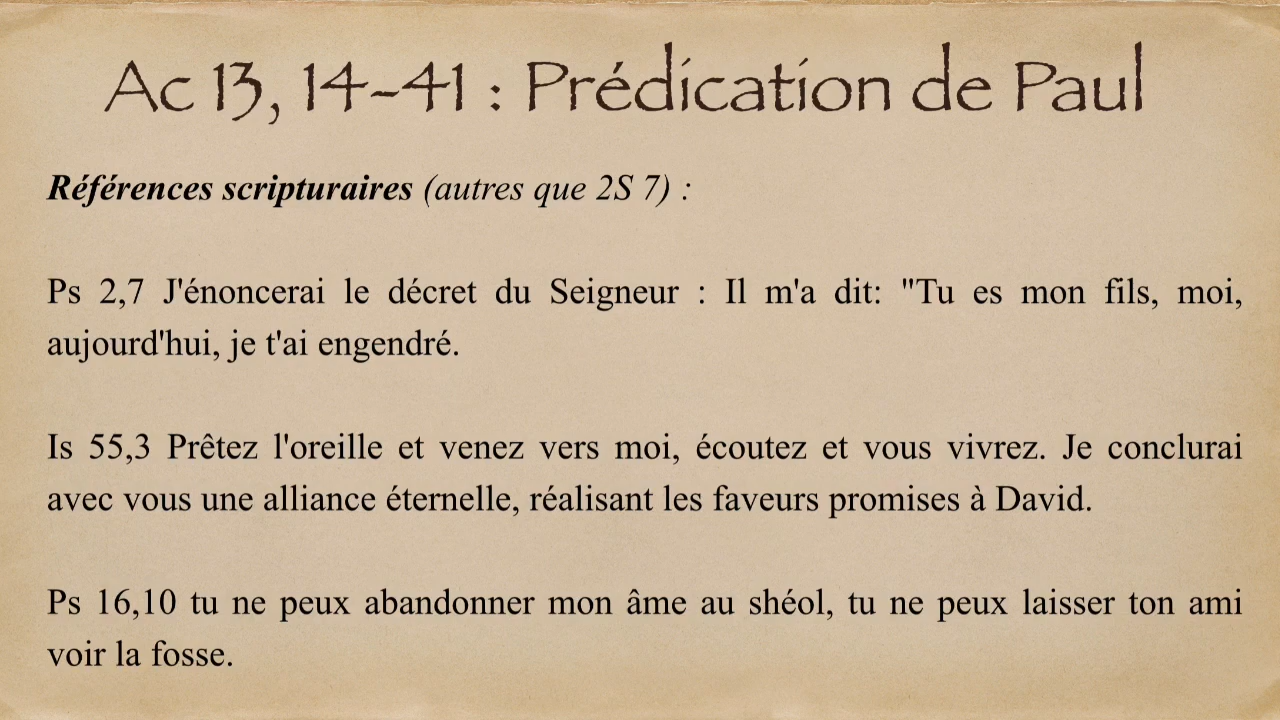 Ac 13, 14-41 : Prédication de Paul
Références scripturaires (autres que 2S 7) :
Ps 2,7 J'énoncerai le décret du Seigneur : Il m'a dit: "Tu es mon fils, moi,
aujourd'hui, je t'ai engendré.
Is 55,3 Prêtez l'oreille et venez vers moi, écoutez et vous vivrez. Je conclurai
avec vous une alliance éternelle, réalisant les faveurs promises à David.
Ps 16,10 tu ne peux abandonner mon âme au shéol, tu ne peux laisser ton ami
voir la fosse.